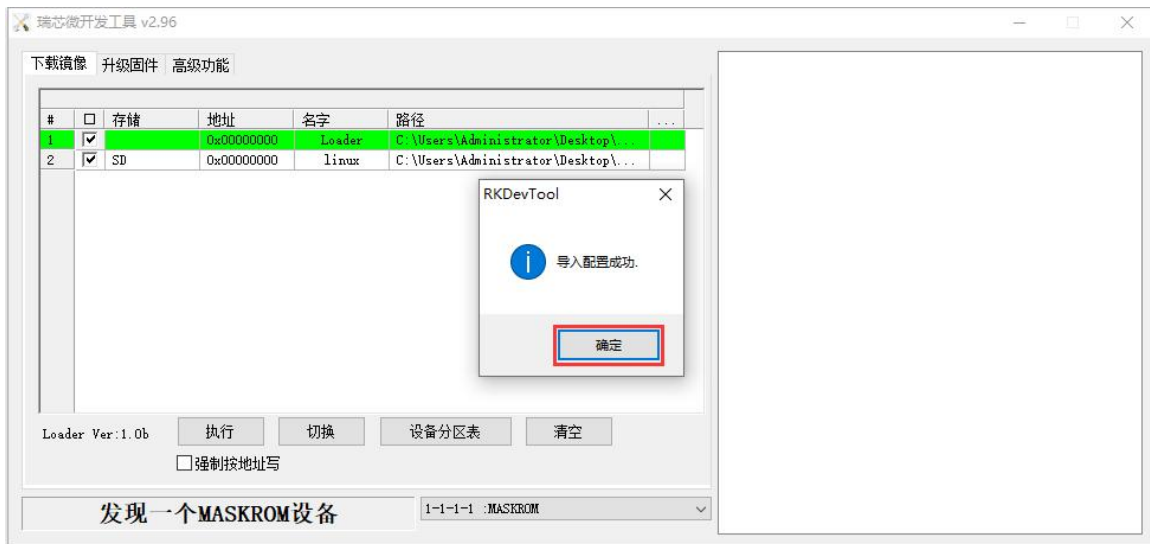 瑞芯微开发工具 v2.96
下载镜像 升级固件 高级功能
# 存储 地址 名字 路径 ...
1 0x00000000 Loader C:\Users\Administrator\Desktop\...
2 SD 0x00000000 linux C:\Users\Administrator\Desktop\...
RKDevTool
导入配置成功.
确定
Loader Ver:1.0b 执行 切换 设备分区表 清空
强制按地址写
发现一个MASKROM设备 1-1-1-1 :MASKROM